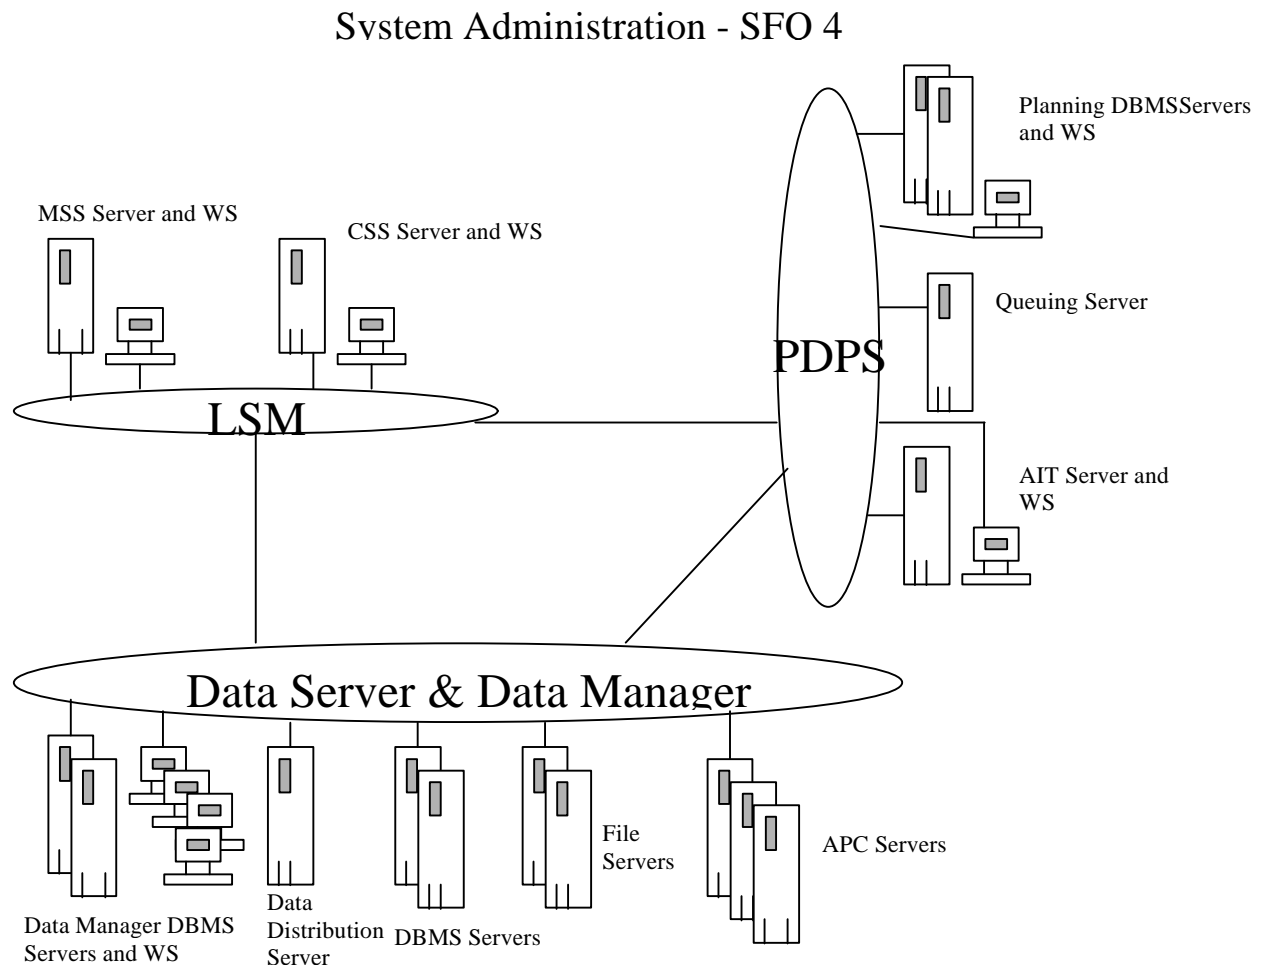 System Administration - SFO 4
Planning DBMSServers
and WS
MSS Server and WS
CSS Server and WS
Queuing Server
PDPS
LSM
AIT Server and
WS
Data Server & Data Manager
File
Servers
APC Servers
Data Manager DBMS
Servers and WS
Data
Distribution
Server
DBMS Servers